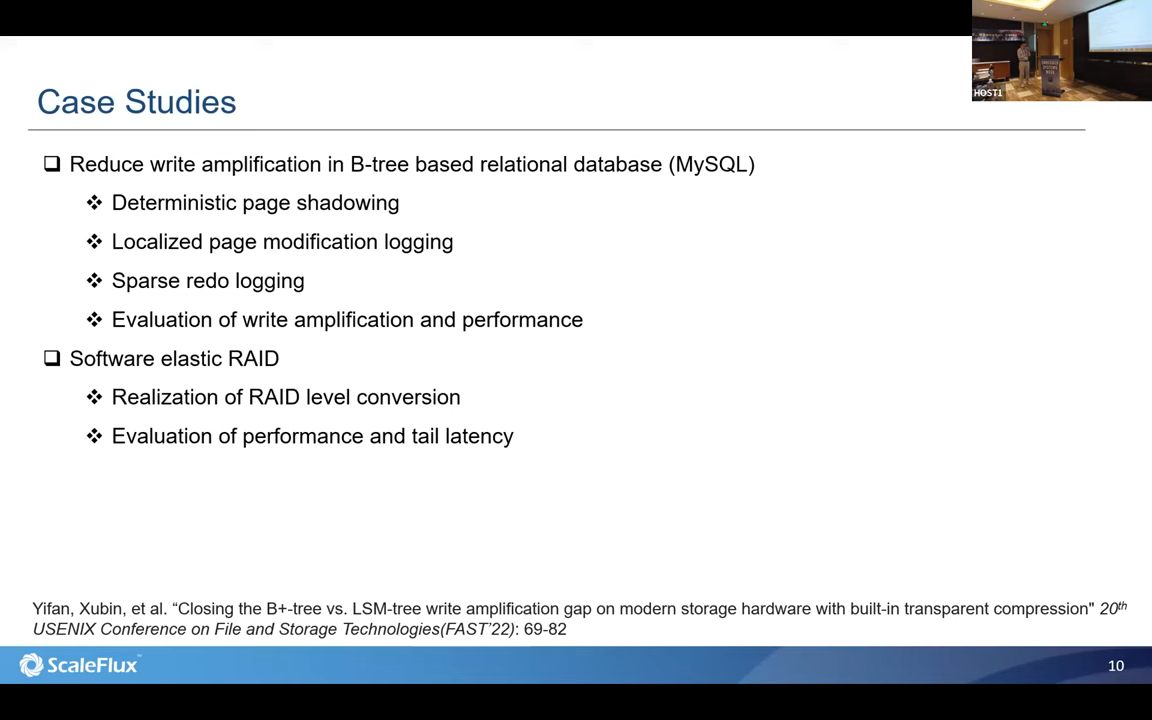 Case Studies
Reduce write amplification in B-tree based relational database (MySQL)
Deterministic page shadowing
Localized page modification logging
Sparse redo logging
Evaluation of write amplification and performance
Software elastic RAID
Realization of RAID level conversion
Evaluation of performance and tail latency
Yifan, Xubin, et al. “Closing the B+-tree vs. LSM-tree write amplification gap on modern storage hardware with built-in transparent compression" 20th
USENIX Conference on File and Storage Technologies(FAST’22): 69-82
ScaleFlux
10
HOST1
EMBEDDED
SYSTEMS
WEEK